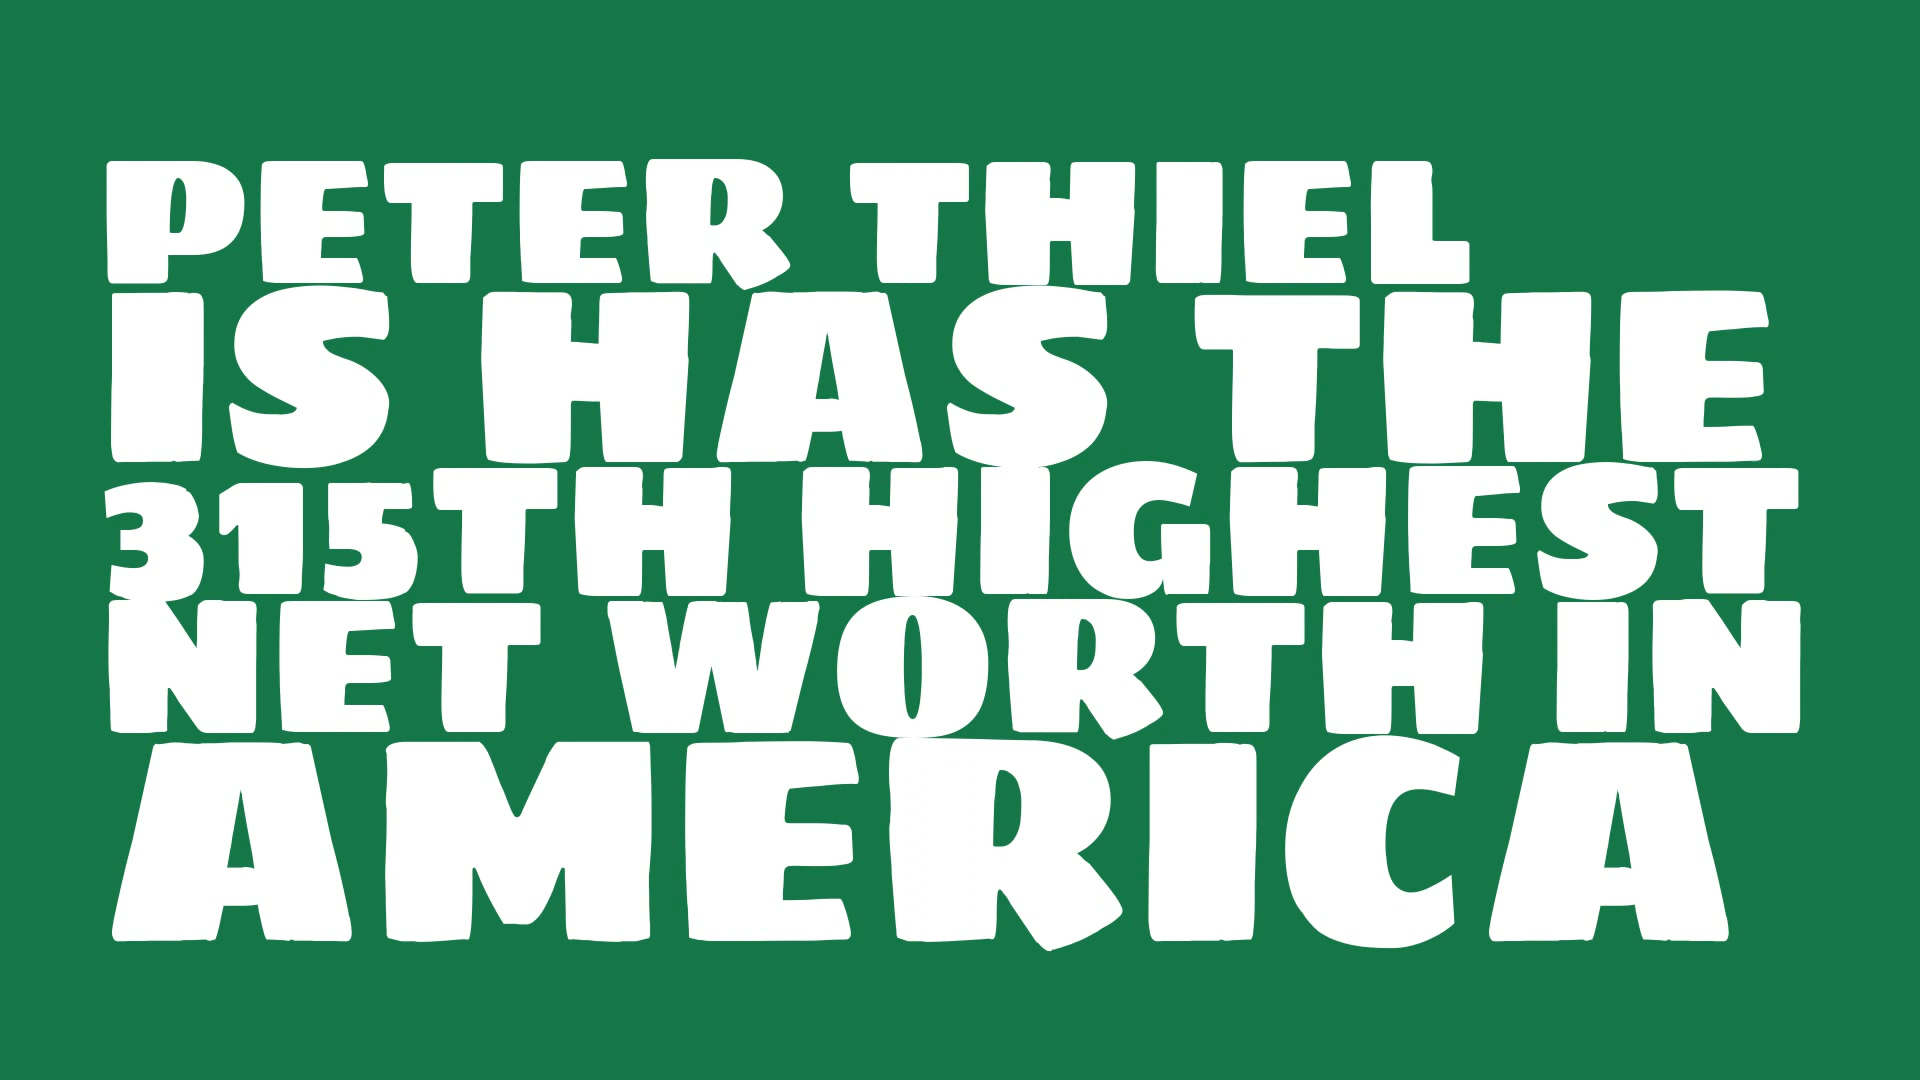 PETER THIEL
IS HAS THE
315TH HIGHEST
NET WORTH IN
AMERICA